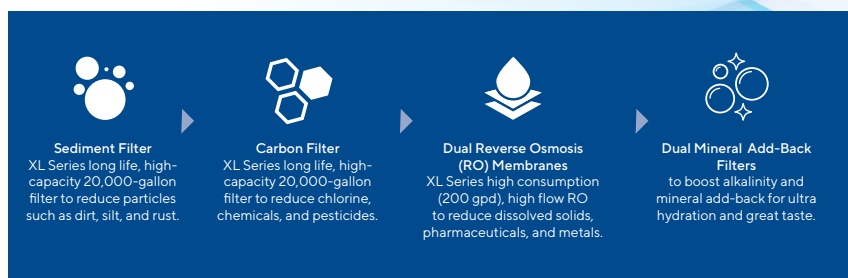 Sediment Filter
XL Series long life, high-
capacity 20,000-gallon
filter to reduce particles
such as dirt, silt, and rust.
Carbon Filter
XL Series long life, high-
capacity 20,000-gallon
filter to reduce chlorine,
chemicals, and pesticides.
Dual Reverse Osmosis
(RO) Membranes
XL Series high consumption
(200 gpd), high flow RO
to reduce dissolved solids,
pharmaceuticals, and metals.
Dual Mineral Add-Back
Filters
to boost alkalinity and
mineral add-back for ultra
hydration and great taste.